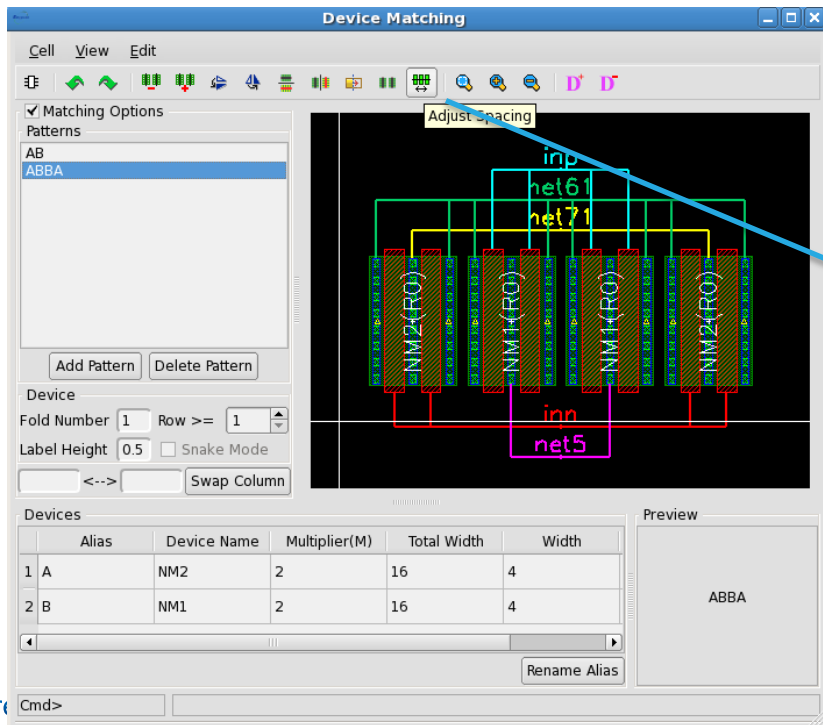 Device Matching
Cell View Edit
D+ D-
Matching Options
Adjust Spacing
Patterns
AB
ABBA
inp
net61
net71
NM2(R0) NM1(R0) NM1(R0) NM2(R0)
Add Pattern Delete Pattern
Device
Fold Number 1 Row >= 1
inn
Label Height 0.5 Snake Mode
net5
<--> Swap Column
Devices Preview
Alias Device Name Multiplier(M) Total Width Width
1 A NM2 2 16 4
2 B NM1 2 16 4
ABBA
Rename Alias
Cmd>